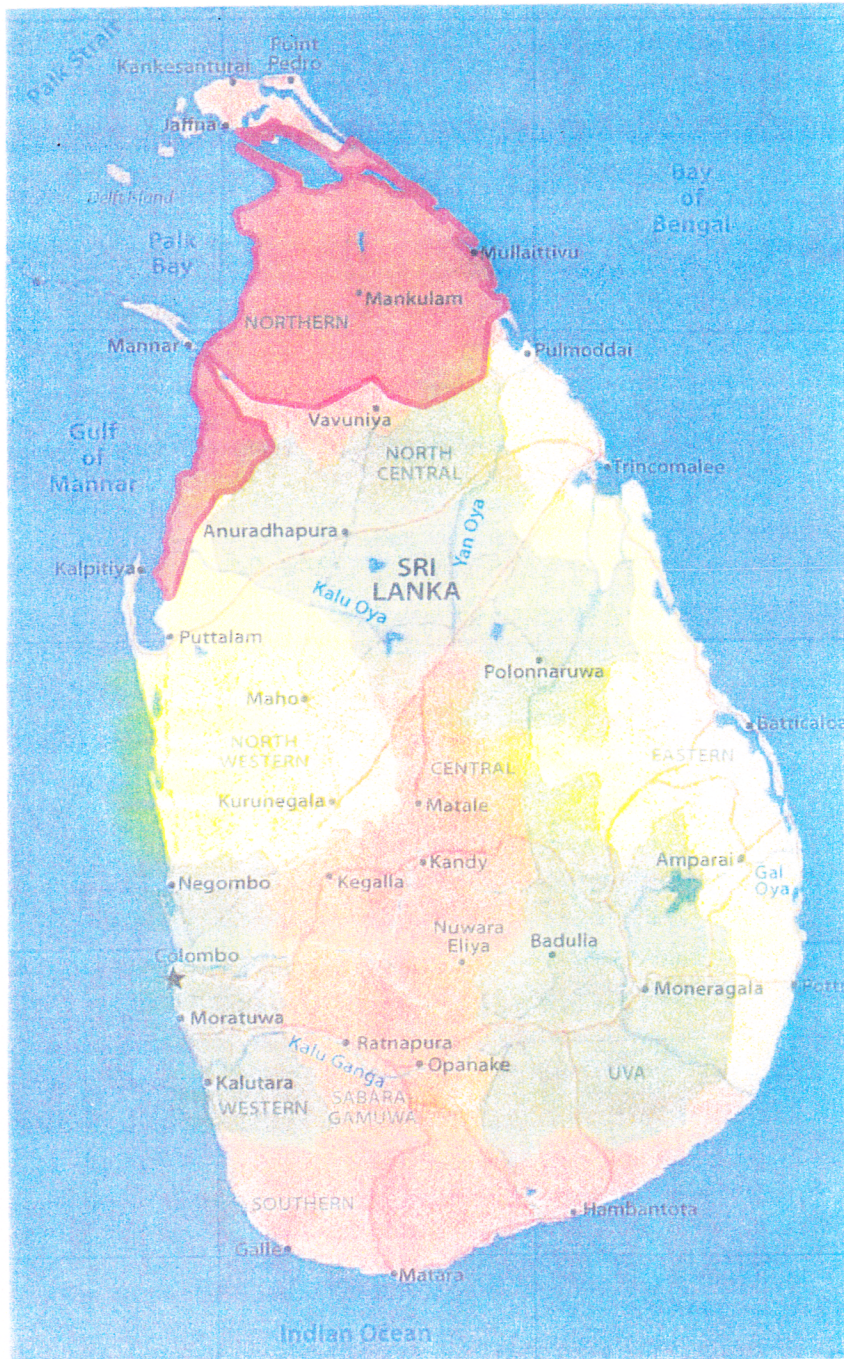 Palk Strait
Point
Pedro
Kankesanturai
Jaffna
Delft Island
Bay
of
Bengal
Palk
Bay
Mullaittivu
Mankulam
NORTHERN
Mannar
Pulmoddai
Vavuniya
Gulf
of
Mannar
NORTH
CENTRAL
Trincomalee
Anuradhapura
Yan Oya
Kalpitiya
SRI
LANKA
Kalu Oya
Puttalam
Polonnaruwa
Maho
Batticaloa
NORTH
WESTERN
EASTERN
CENTRAL
Kurunegala
Matale
Kandy
Amparai
Negombo
Kegalla
Gal
Oya
Nuwara
Eliya
Badulla
Colombo
Moneragala
Moratuwa
Ratnapura
Kalu Ganga
Opanake
UVA
Kalutara
WESTERN
SABARA
GAMUWA
SOUTHERN
Hambantota
Galle
Matara
Indian Ocean